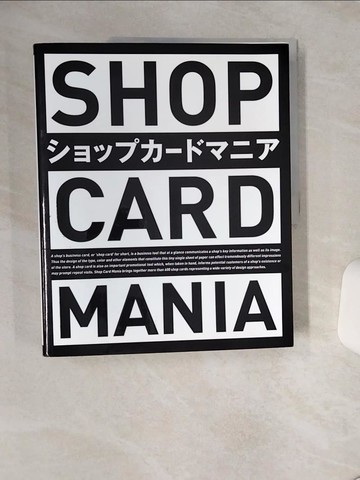 SHOP
ショップカードマニア
CARD
A shop's business card, or 'shop card' for short, is a business tool that at a glance communicates a shop's key information as well as its image.
Thus the design of the type, color and other elements that constitute this tiny single sheet of paper can effect tremendously different impressions
of the store. A shop card is also an important promotional tool which, when taken in hand, informs potential customers of a shop's existence or
may prompt repeat visits. Shop Card Mania brings together more than 600 shop cards representing a wide variety of design approaches.
MANIA